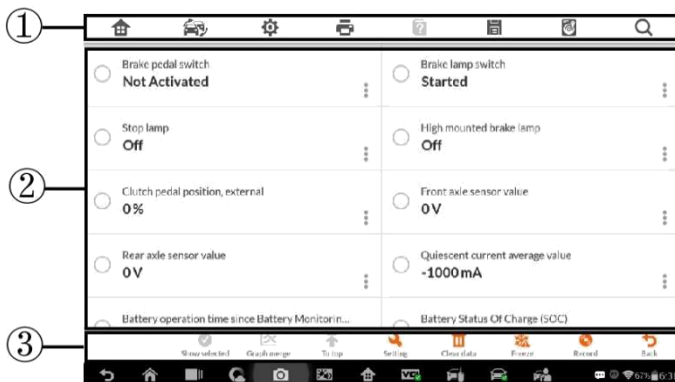 ①
②
③
Brake pedal switch
Not Activated
Brake lamp switch
Started
Stop lamp
Off
High mounted brake lamp
Off
Clutch pedal position, external
0%
Front axle sensor value
0V
Rear axle sensor value
0V
Quiescent current average value
-1000mA
Battery operation time since Battery Monitorin...
Battery Status Of Charge (SOC)
Show selected
Graph merge
To top
Setting
Clear data
Freeze
Record
Back
VCI
67%